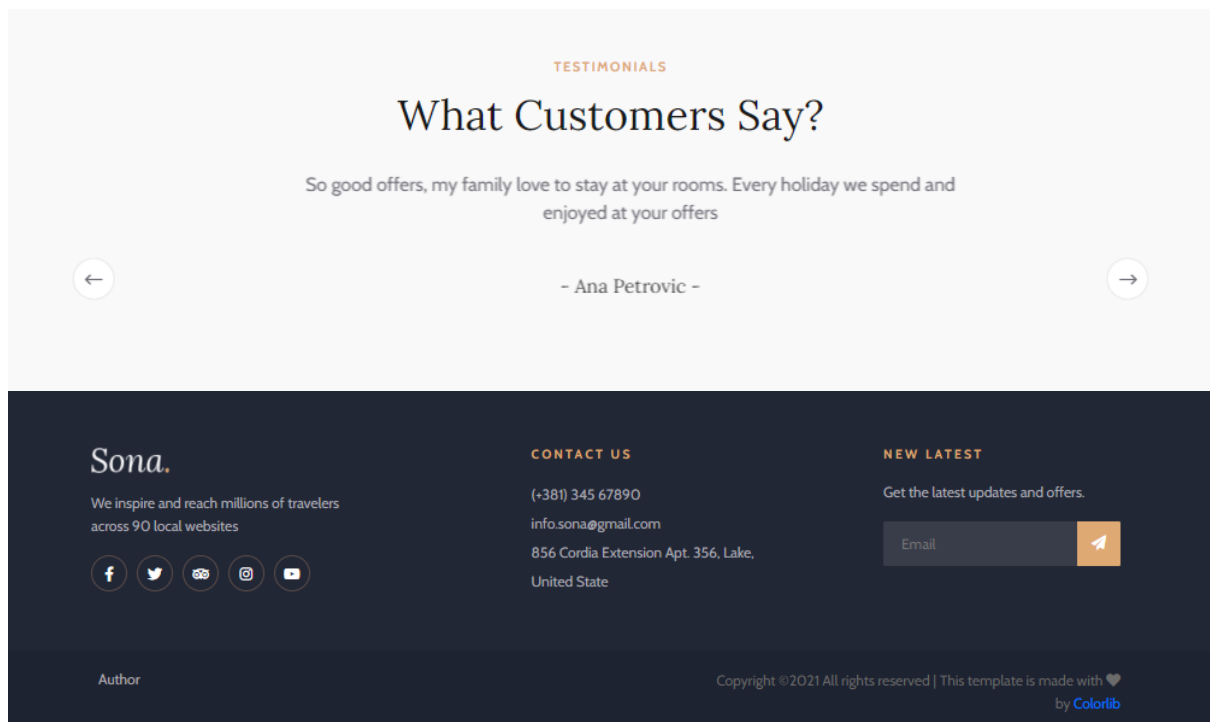 TESTIMONIALS
What Customers Say?
So good offers, my family love to stay at your rooms. Every holiday we spend and
enjoyed at your offers
- Ana Petrovic -
Sona.
We inspire and reach millions of travelers
across 90 local websites
CONTACT US
(+381) 345 67890
info.sona@gmail.com
856 Cordia Extension Apt. 356, Lake,
United State
NEW LATEST
Get the latest updates and offers.
Email
Author
Copyright ©2021 All rights reserved | This template is made with ♥
by Colorlib